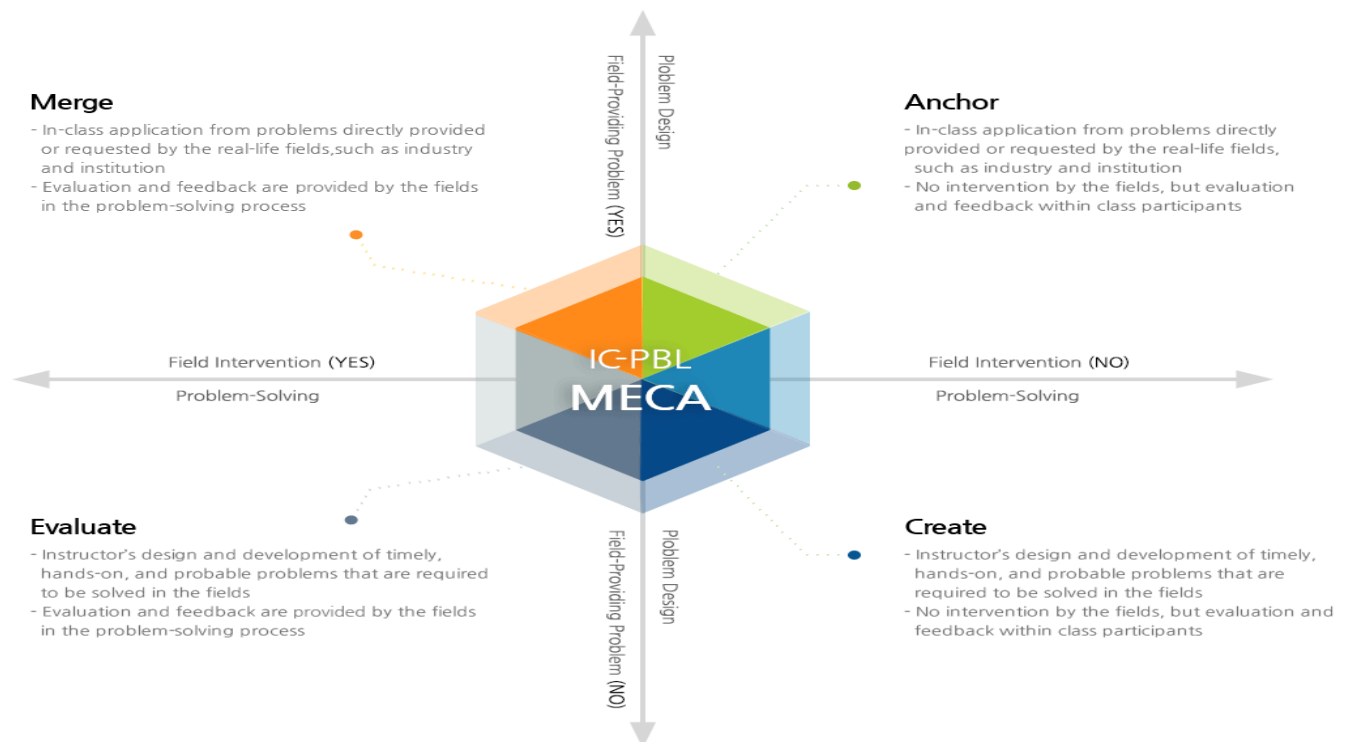 Merge
- In-class application from problems directly provided
or requested by the real-life fields,such as industry
and institution
- Evaluation and feedback are provided by the fields
in the problem-solving process
Field-Providing Problem (YES)
Ploblem Design
Anchor
- In-class application from problems directly
provided or requested by the real-life fields,
such as industry and institution
- No intervention by the fields, but evaluation
and feedback within class participants
Field Intervention (YES)
Problem-Solving
IC-PBL
MECA
Field Intervention (NO)
Problem-Solving
Evaluate
- Instructor's design and development of timely,
hands-on, and probable problems that are required
to be solved in the fields
- Evaluation and feedback are provided by the fields
in the problem-solving process
Field-Providing Problem (NO)
Ploblem Design
Create
- Instructor's design and development of timely,
hands-on, and probable problems that are
required to be solved in the fields
- No intervention by the fields, but evaluation and
feedback within class participants